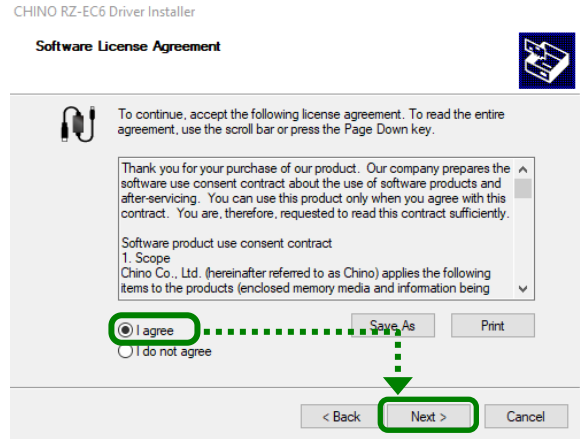 CHINO RZ-EC6 Driver Installer
Software License Agreement
To continue, accept the following license agreement. To read the entire
agreement, use the scroll bar or press the Page Down key.
Thank you for your purchase of our product.  Our company prepares the
software use consent contract about the use of software products and
after-servicing.  You can use this product only when you agree with this
contract.  You are, therefore, requested to read this contract sufficiently.
Software product use consent contract
1. Scope
Chino Co., Ltd. (hereinafter referred to as Chino) applies the following
items to the products (enclosed memory media and information being
I agree
Save As
Print
I do not agree
< Back
Next >
Cancel